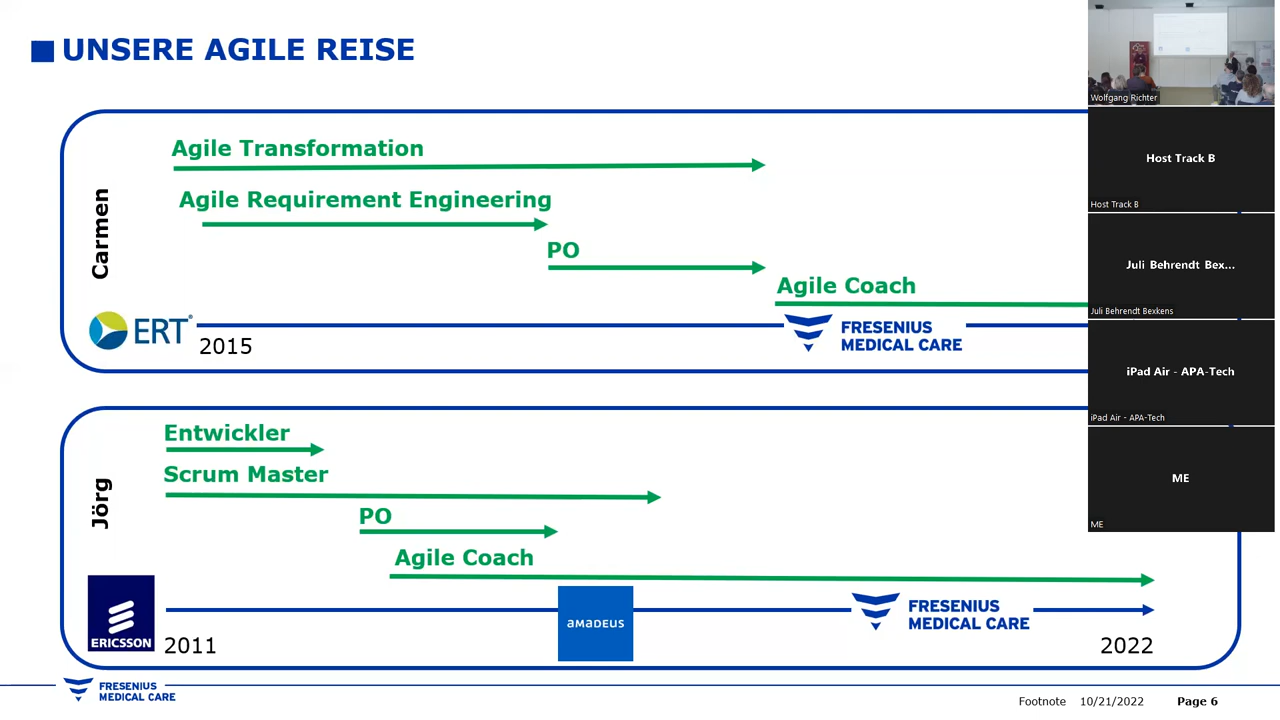 UNSERE AGILE REISE
Carmen
Agile Transformation
Agile Requirement Engineering
PO
Agile Coach
ERT®
2015
FRESENIUS
MEDICAL CARE
Jörg
Entwickler
Scrum Master
PO
Agile Coach
ERICSSON
2011
amadeus
FRESENIUS
MEDICAL CARE
2022
FRESENIUS
MEDICAL CARE
Footnote 10/21/2022 Page 6
Wolfgang Richter
Host Track B
Host Track B
Juli Behrendt Bex...
Juli Behrendt Bexkens
iPad Air - APA-Tech
iPad Air - APA-Tech
ME
ME